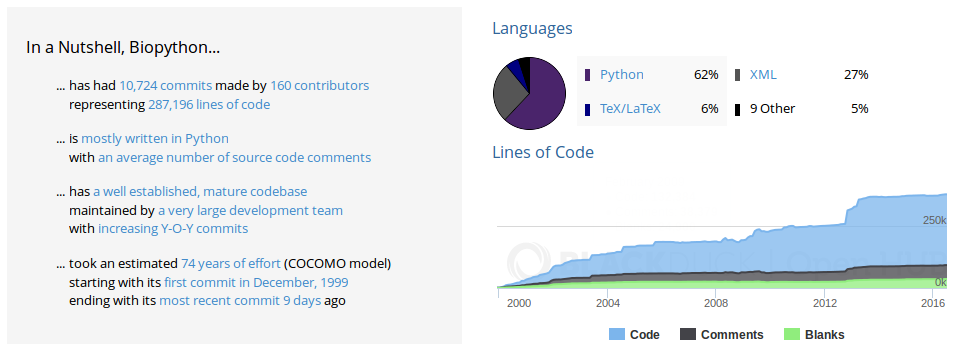 In a Nutshell, Biopython...
... has had 10,724 commits made by 160 contributors
representing 287,196 lines of code
... is mostly written in Python
with an average number of source code comments
... has a well established, mature codebase
maintained by a very large development team
with increasing Y-O-Y commits
... took an estimated 74 years of effort (COCOMO model)
starting with its first commit in December, 1999
ending with its most recent commit 9 days ago
Languages
Python 62% XML 27%
TeX/LaTeX 6% 9 Other 5%
Lines of Code
250k
0k
2000 2004 2008 2012 2016
Code Comments Blanks